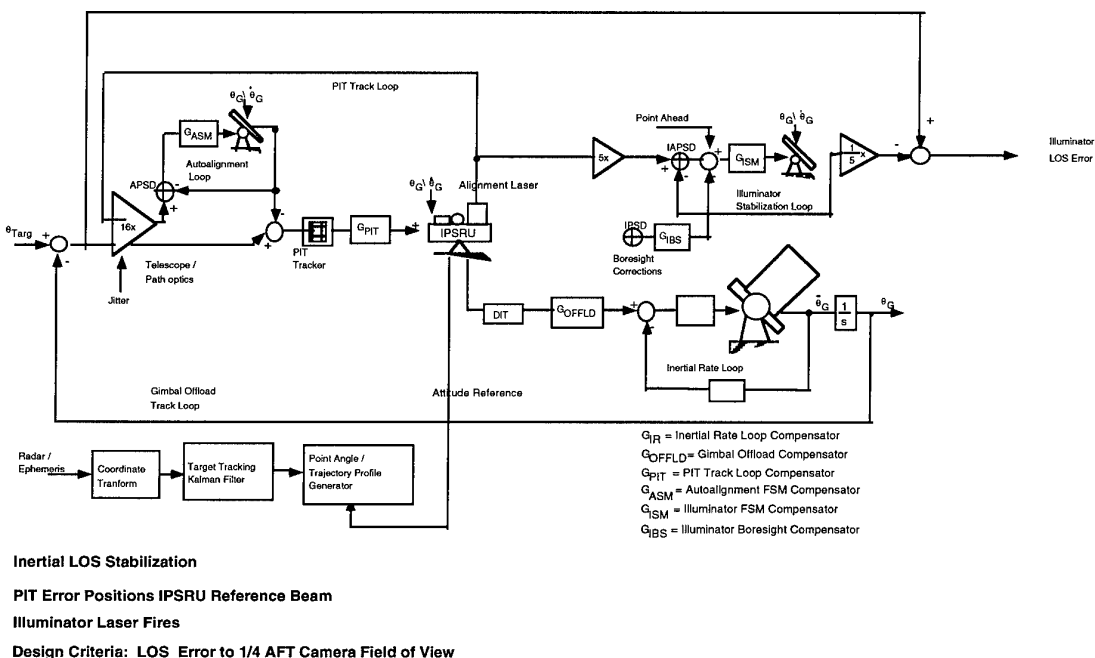 PIT Track Loop
θG\ θ̇G
GASM
Autoalignment
Loop
APSD
-
+
16x
θTarg
+
-
Jitter
Telescope /
Path optics
-
+
PIT
Tracker
GPIT
+
θG\ θ̇G
Alignment Laser
IPSRU
5x
Point Ahead
IAPSD
+
-
+
-
GISM
θG\ θ̇G
Illuminator
Stabilization Loop
IPSD
GIBS
Boresight
Corrections
1/5 x
-
+
Illuminator
LOS Error
DIT
GOFFLD
+
-
Inertial Rate Loop
θ̇G
1/s
θG
Gimbal Offload
Track Loop
Attitude Reference
Radar /
Ephemeris
Coordinate
Tranform
Target Tracking
Kalman Filter
Point Angle /
Trajectory Profile
Generator
GIR = Inertial Rate Loop Compensator
GOFFLD= Gimbal Offload Compensator
GPIT = PIT Track Loop Compensator
GASM = Autoalignment FSM Compensator
GISM = Illuminator FSM Compensator
GIBS = Illuminator Boresight Compensator
Inertial LOS Stabilization
PIT Error Positions IPSRU Reference Beam
Illuminator Laser Fires
Design Criteria: LOS Error to 1/4 AFT Camera Field of View